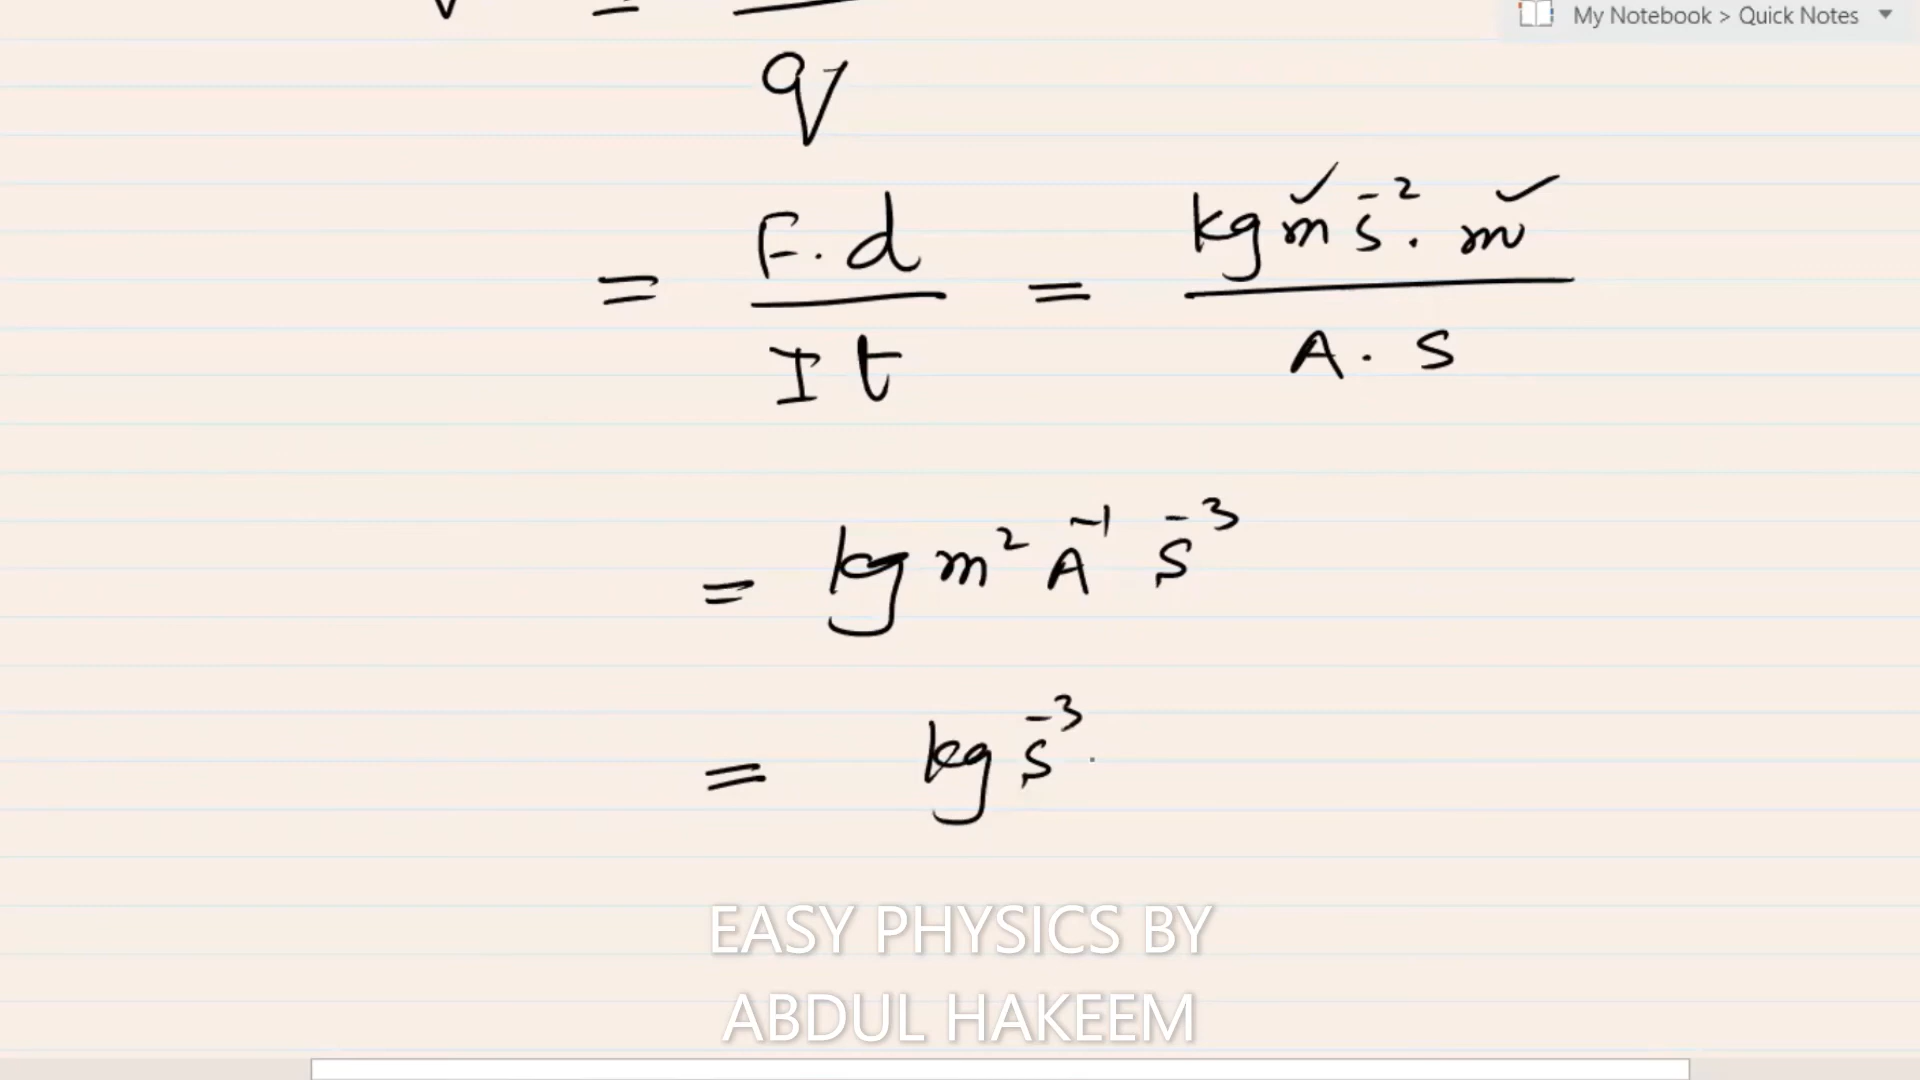 My Notebook > Quick Notes
=
q
= F.d / I t = kg m s⁻². m / A . s
= kg m² A⁻¹ s⁻³
= kg s⁻³
EASY PHYSICS BY
ABDUL HAKEEM